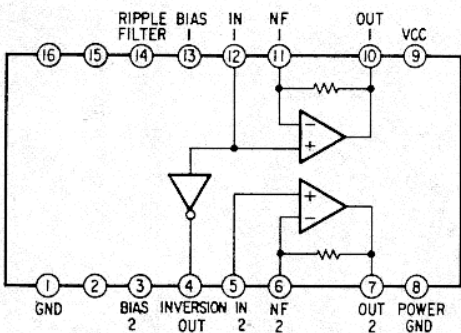 RIPPLE BIAS IN NF OUT
FILTER 1 1 1 1 VCC
16 15 14 13 12 11 10 9
− +
+ −
1 2 3 4 5 6 7 8
GND BIAS INVERSION IN NF OUT POWER
2 OUT 2 2 2 GND